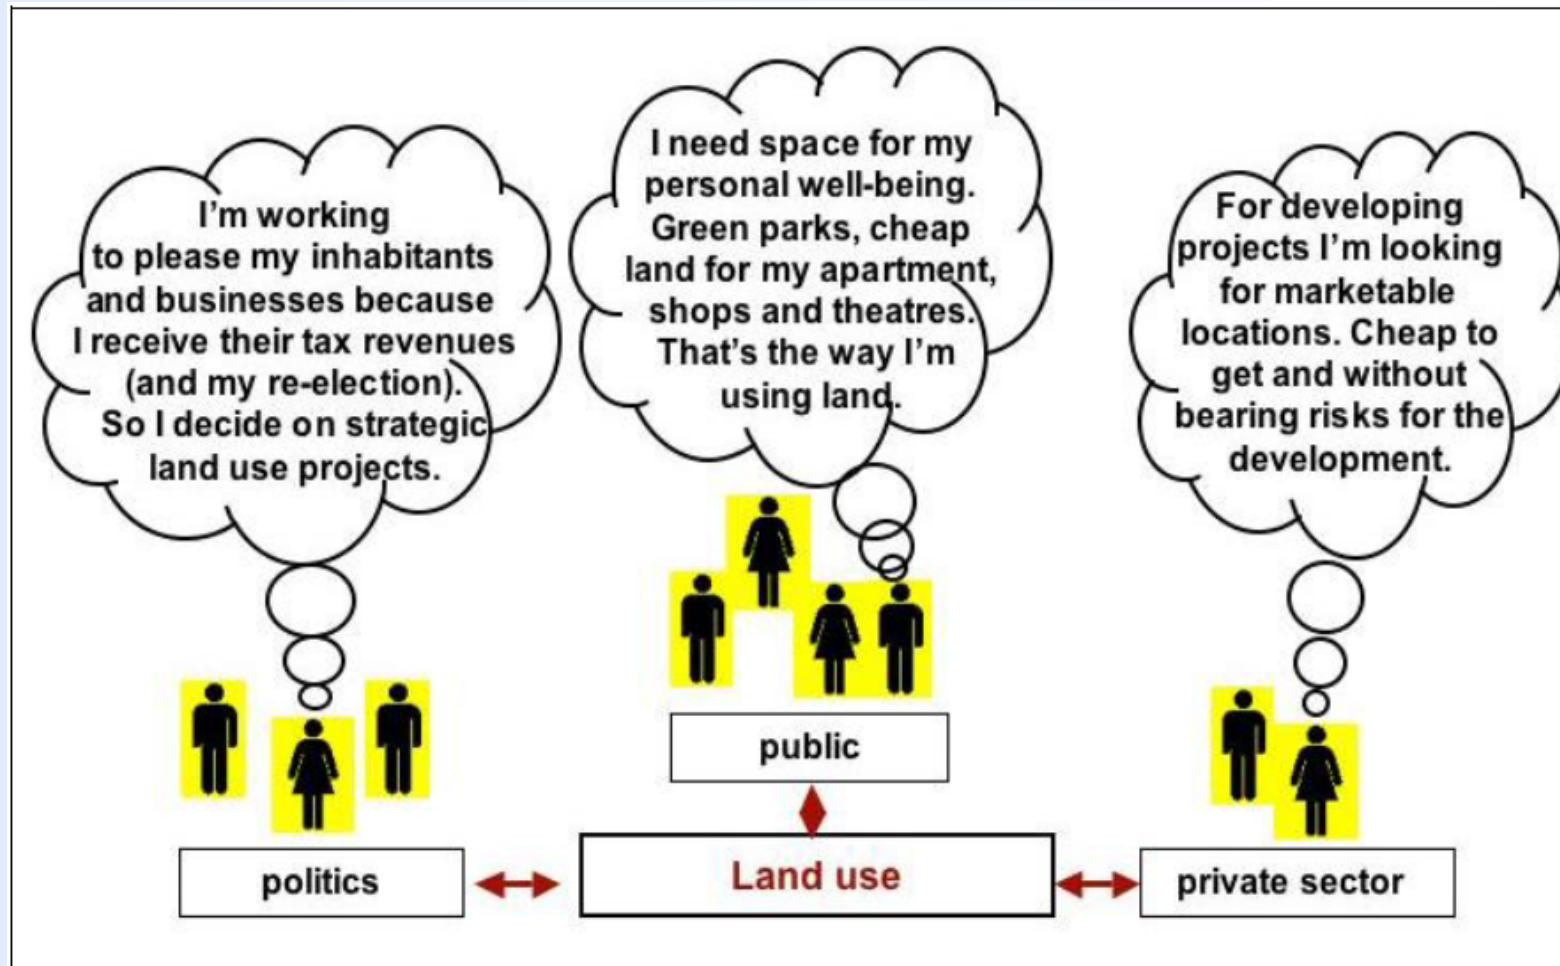 I'm working
to please my inhabitants
and businesses because
I receive their tax revenues
(and my re-election).
So I decide on strategic
land use projects.
I need space for my
personal well-being.
Green parks, cheap
land for my apartment,
shops and theatres.
That's the way I'm
using land.
For developing
projects I'm looking
for marketable
locations. Cheap to
get and without
bearing risks for the
development.
public
politics
Land use
private sector